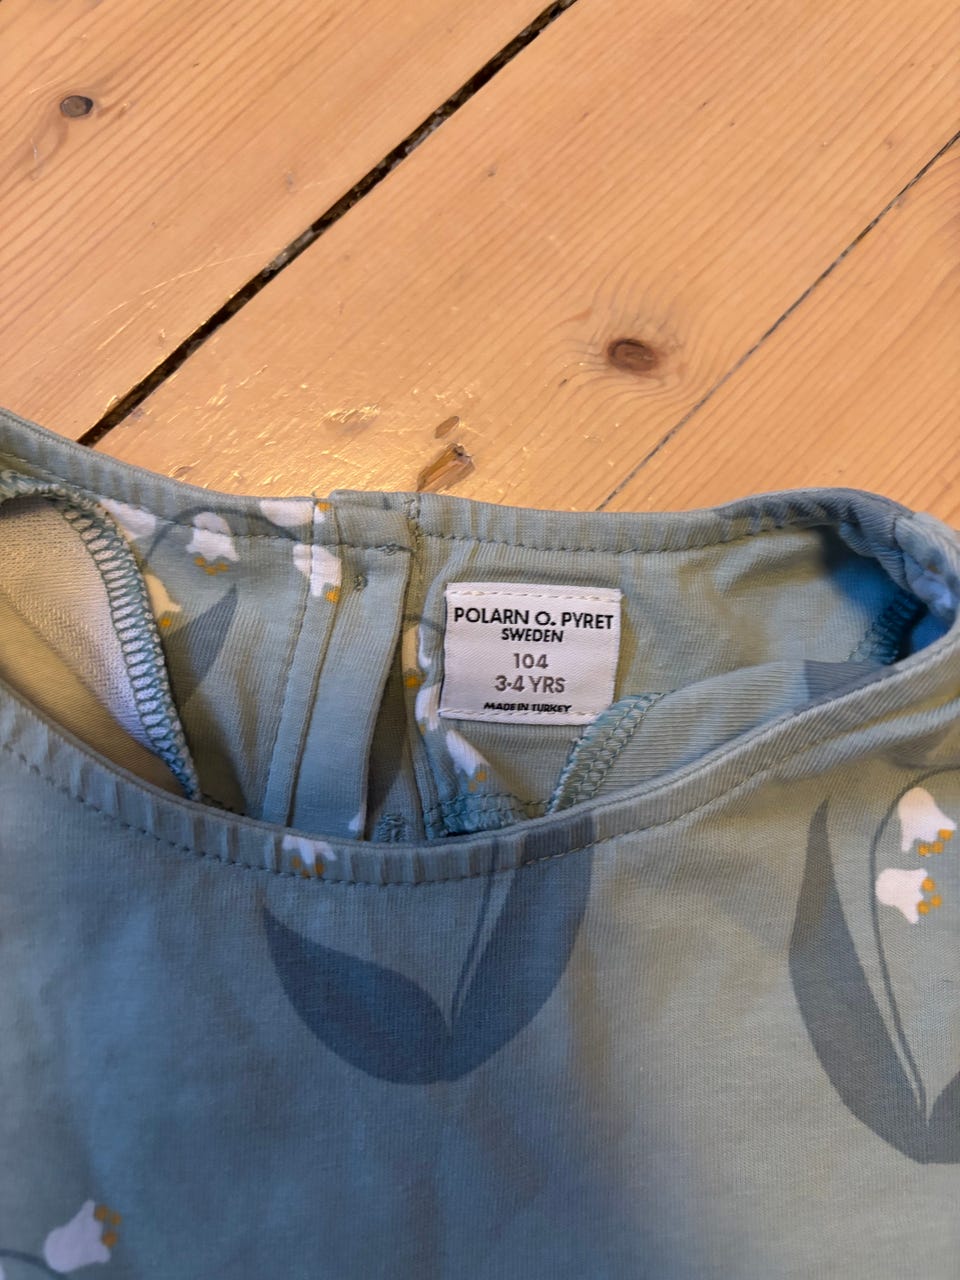 POLARN O. PYRET
SWEDEN
104
3-4 YRS
MADE IN TURKEY